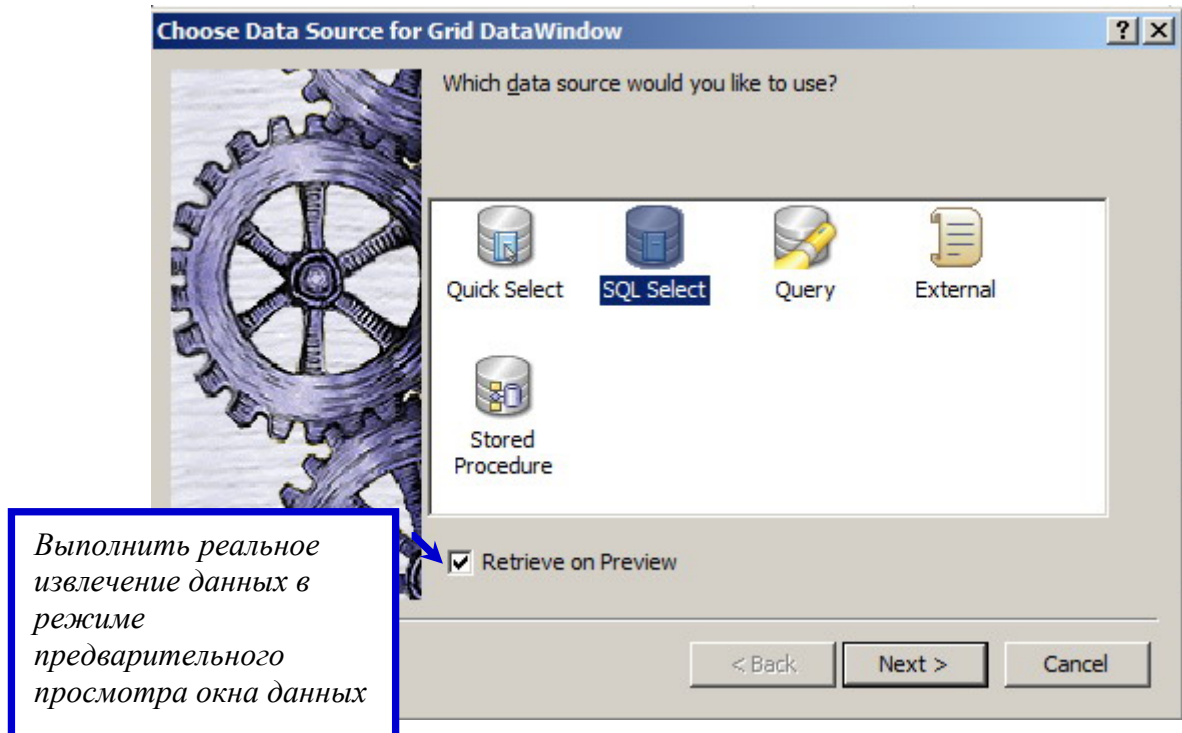 Choose Data Source for Grid DataWindow
Which data source would you like to use?
Quick Select
SQL Select
Query
External
Stored
Procedure
Выполнить реальное
извлечение данных в
режиме
предварительного
просмотра окна данных
Retrieve on Preview
< Back
Next >
Cancel